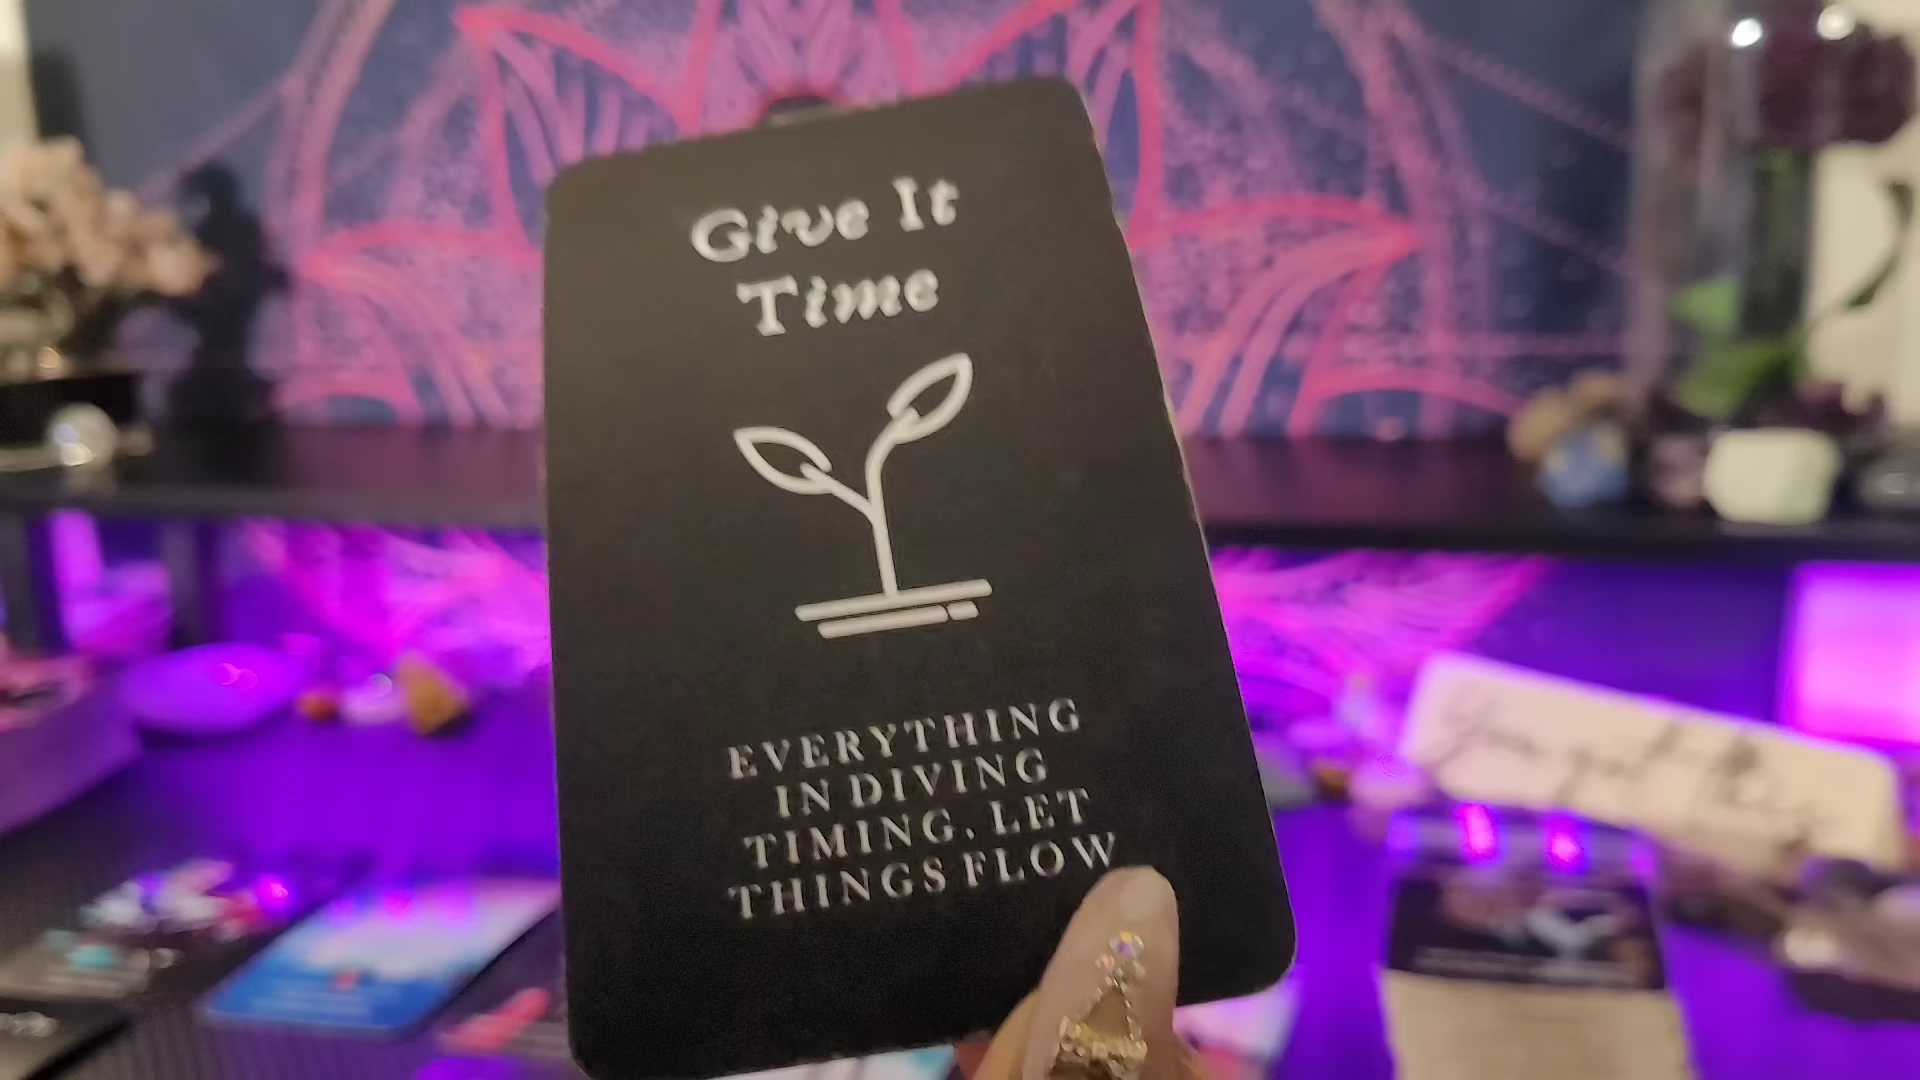 Give It
Time
EVERYTHING
IN DIVING
TIMING. LET
THINGS FLOW